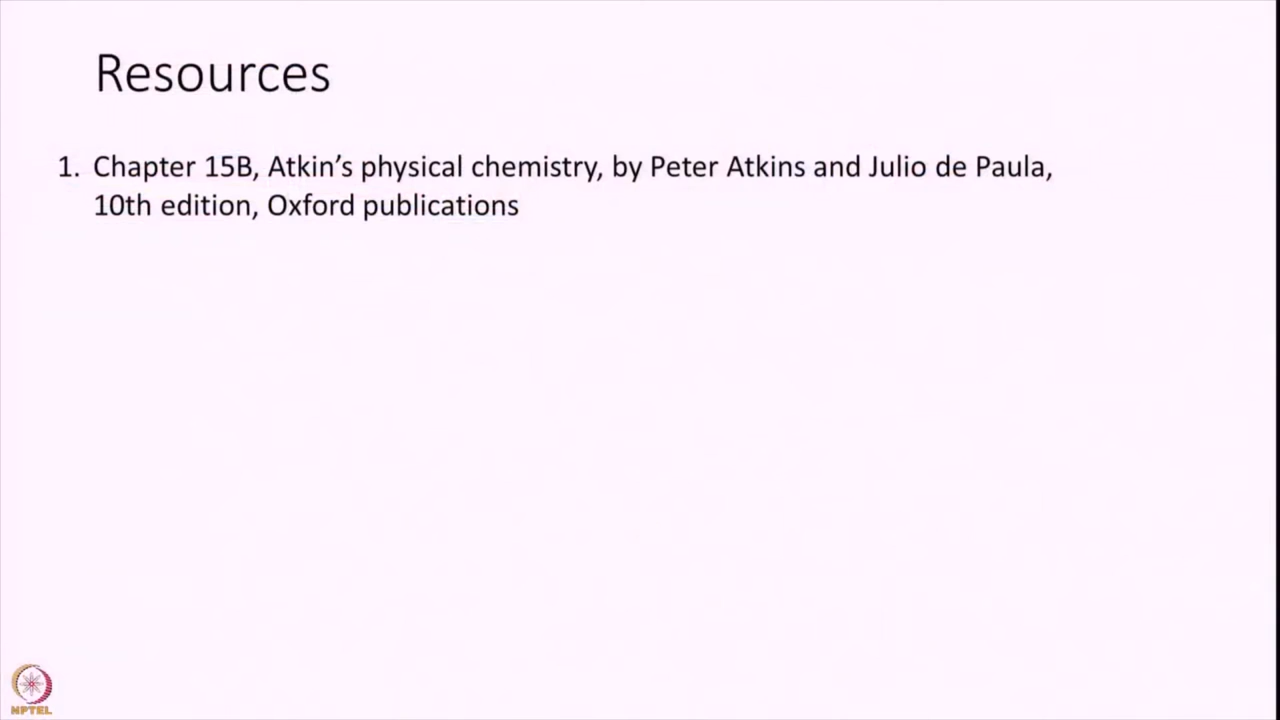 Resources
1. Chapter 15B, Atkin’s physical chemistry, by Peter Atkins and Julio de Paula,
10th edition, Oxford publications
NPTEL